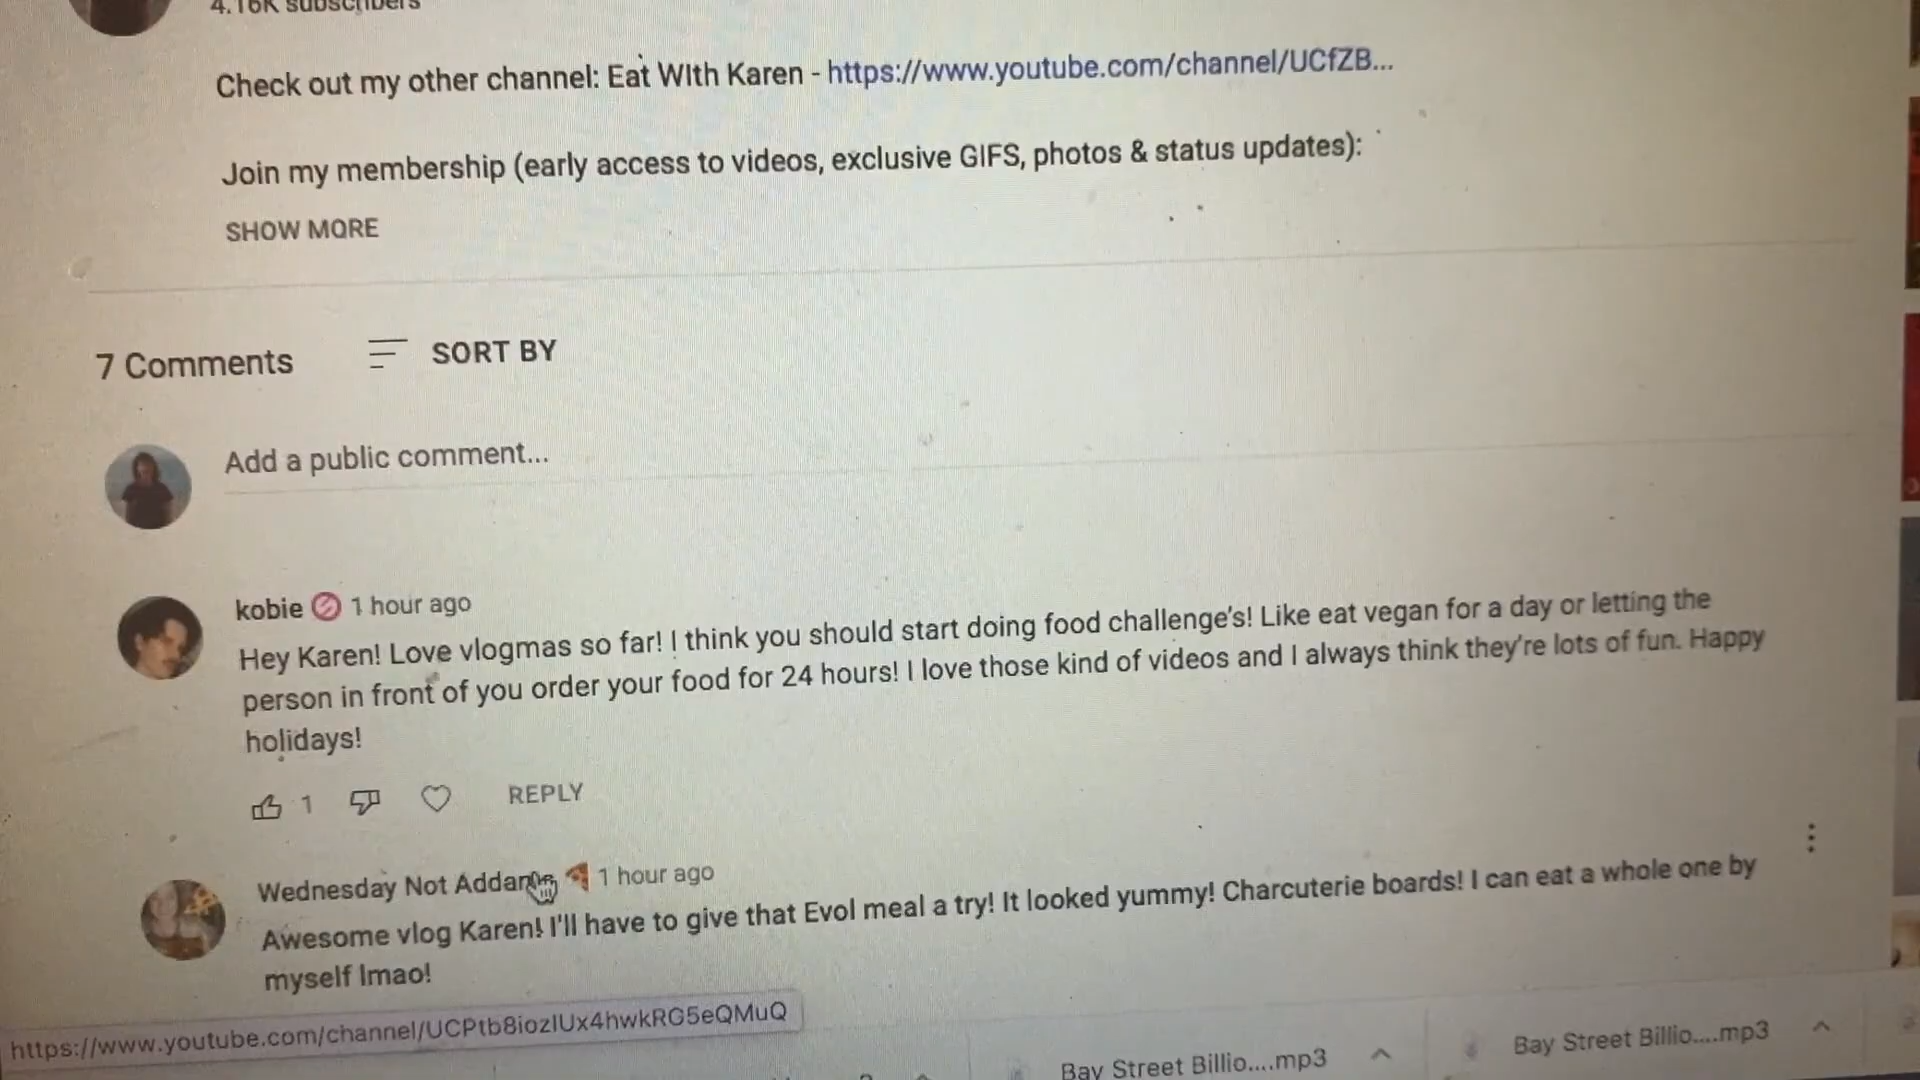 4.16K subscribers
Check out my other channel: Eat WIth Karen - https://www.youtube.com/channel/UCfZB...
Join my membership (early access to videos, exclusive GIFS, photos & status updates):
SHOW MORE
7 Comments SORT BY
Add a public comment...
kobie 1 hour ago
Hey Karen! Love vlogmas so far! I think you should start doing food challenge's! Like eat vegan for a day or letting the
person in front of you order your food for 24 hours! I love those kind of videos and I always think they're lots of fun. Happy
holidays!
1 REPLY
Wednesday Not 1 hour ago
Awesome vlog Karen! I'll have to give that Evol meal a try! It looked yummy! Charcuterie boards! I can eat a whole one by
myself lmao!
https://www.youtube.com/channel/UCPtb8iozIUx4hwkRG5eQMuQ
Bay Street Billio....mp3
Bay Street Billio....mp3